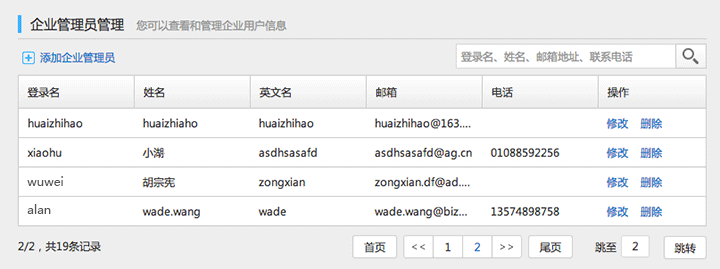 企业管理员管理 您可以查看和管理企业用户信息
添加企业管理员 登录名、姓名、邮箱地址、联系电话
登录名 姓名 英文名 邮箱 电话 操作
huaizhihao huaizhiaho huaizhihao huaizhihao@163.... 修改 删除
xiaohu 小湖 asdhsasafd asdhsasafd@ag.cn 01088592256 修改 删除
wuwei 胡宗宪 zongxian zongxian.df@ad.... 修改 删除
alan wade.wang wade wade.wang@biz... 13574898758 修改 删除
2/2，共19条记录 首页 << 1 2 >> 尾页 跳至 2 跳转